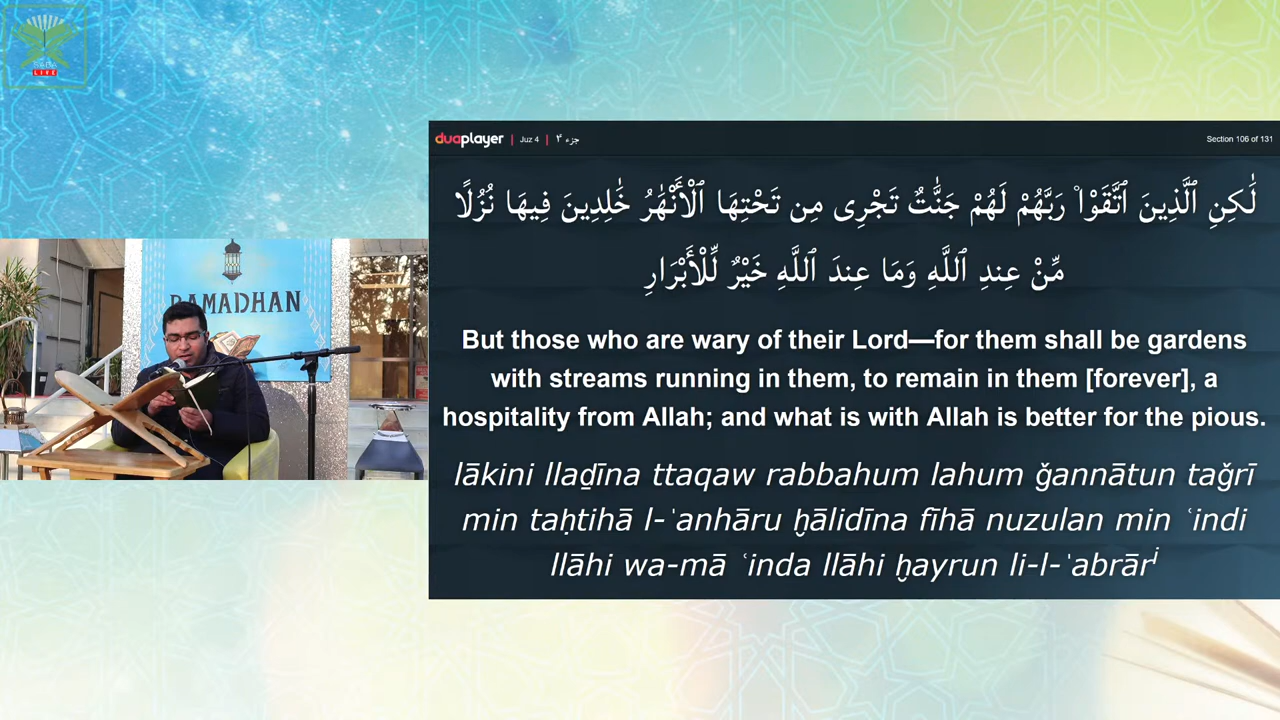 LIVE
duaplayer | Juz 4 | جزء ۴
Section 106 of 131
لَٰكِنِ ٱلَّذِينَ ٱتَّقَوْا۟ رَبَّهُمْ لَهُمْ جَنَّٰتٌ تَجْرِى مِن تَحْتِهَا ٱلْأَنْهَٰرُ خَٰلِدِينَ فِيهَا نُزُلًا
مِّنْ عِندِ ٱللَّهِ وَمَا عِندَ ٱللَّهِ خَيْرٌ لِّلْأَبْرَارِ
But those who are wary of their Lord—for them shall be gardens
with streams running in them, to remain in them [forever], a
hospitality from Allah; and what is with Allah is better for the pious.
lākini lladīna ttaqaw rabbahum lahum ǧannātun taǧrī
min taḥtihā l-ʾanhāru ḫālidīna fīhā nuzulan min ʿindi
llāhi wa-mā ʿinda llāhi ḫayrun li-l-ʾabrārⁱ
RAMADHAN